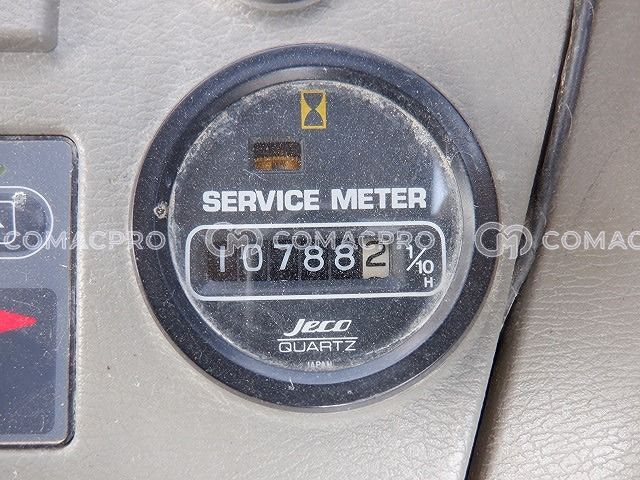 SERVICE METER
107882 1/10 H
Jeco
QUARTZ
JAPAN
COMACPRO COMACPRO COMACPRO